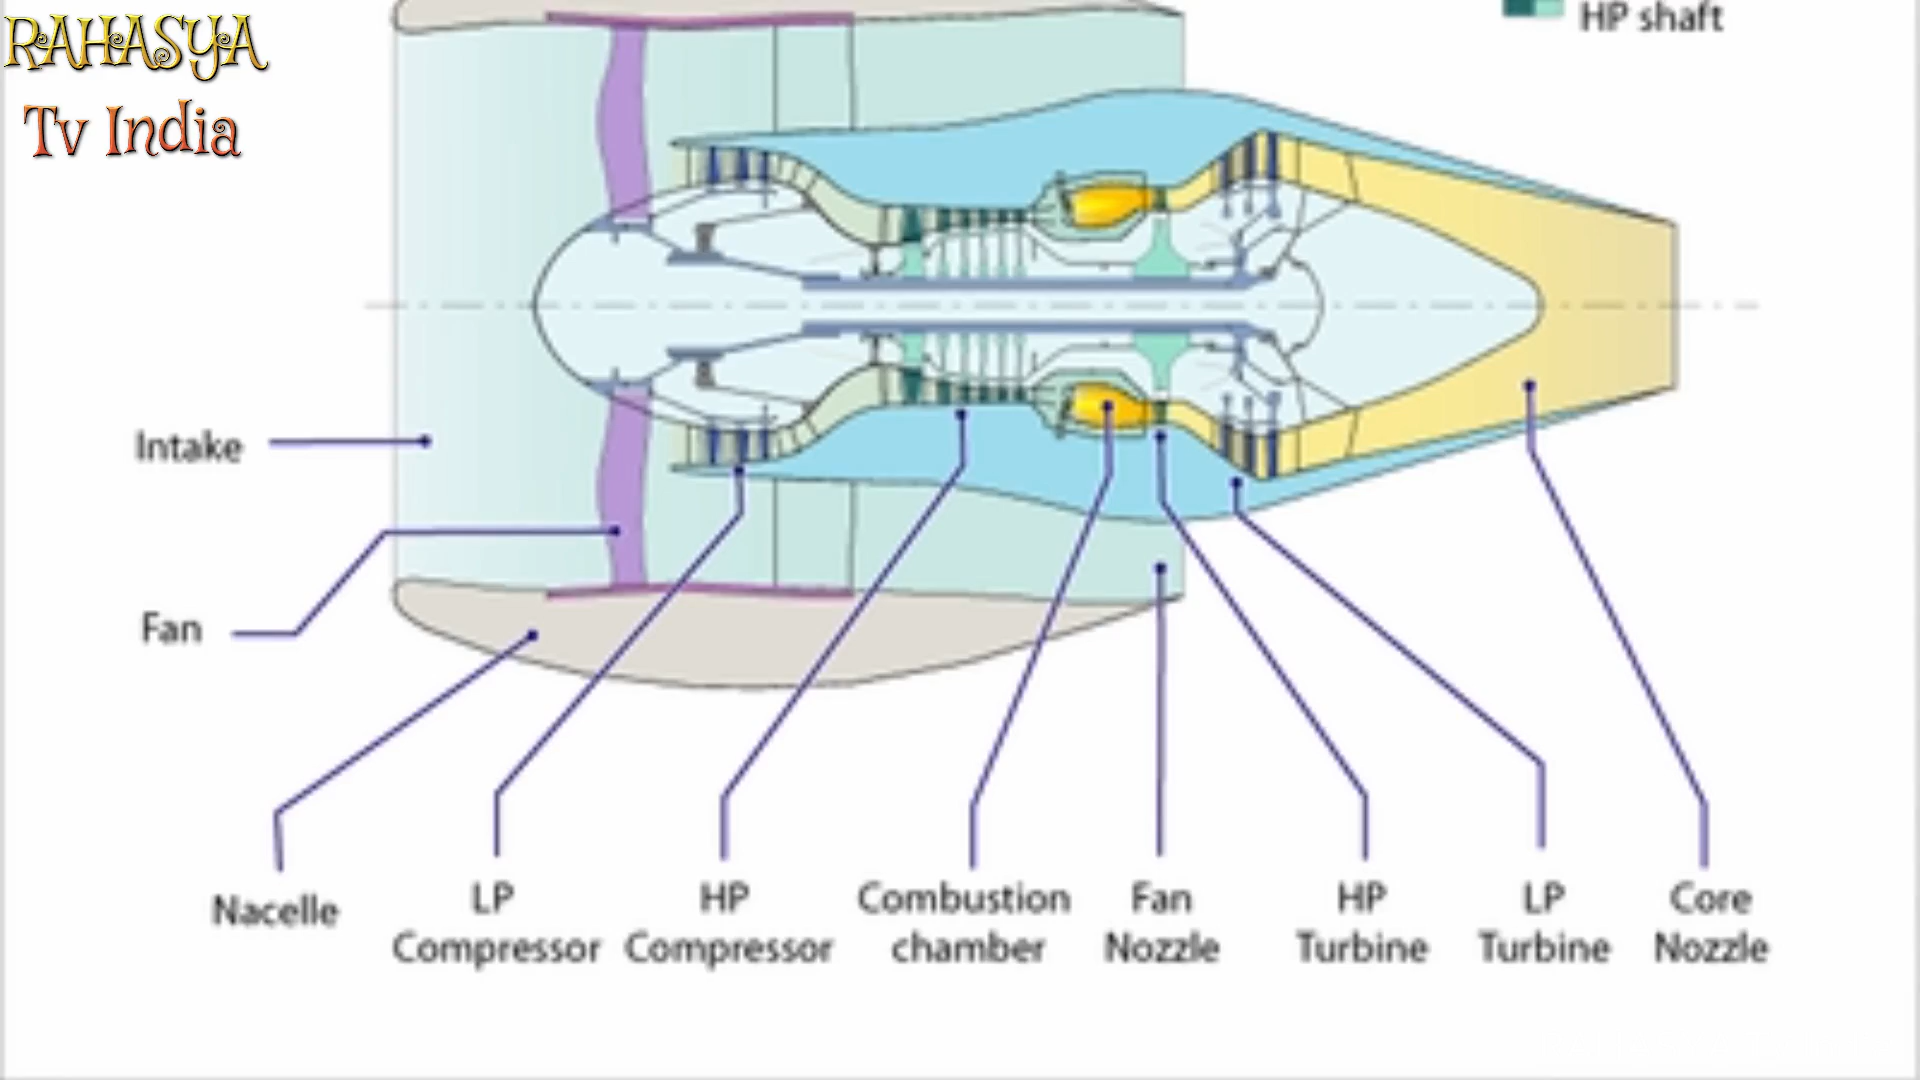 RAHASYA
Tv India
HP shaft
Intake
Fan
Nacelle
LP
Compressor
HP
Compressor
Combustion
chamber
Fan
Nozzle
HP
Turbine
LP
Turbine
Core
Nozzle